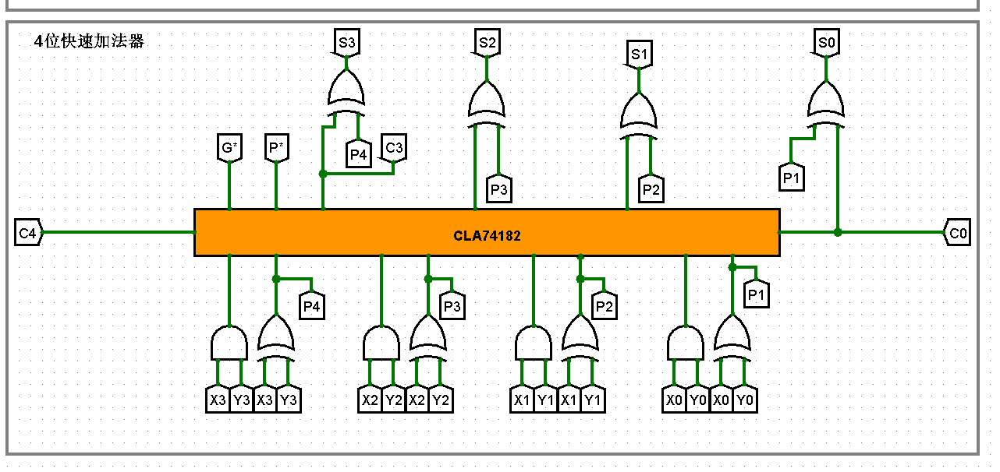 4位快速加法器
S3
S2
S1
S0
G*
P*
P4
C3
P3
P2
P1
C4
CLA74182
C0
P4
P3
P2
P1
X3 Y3 X3 Y3
X2 Y2 X2 Y2
X1 Y1 X1 Y1
X0 Y0 X0 Y0